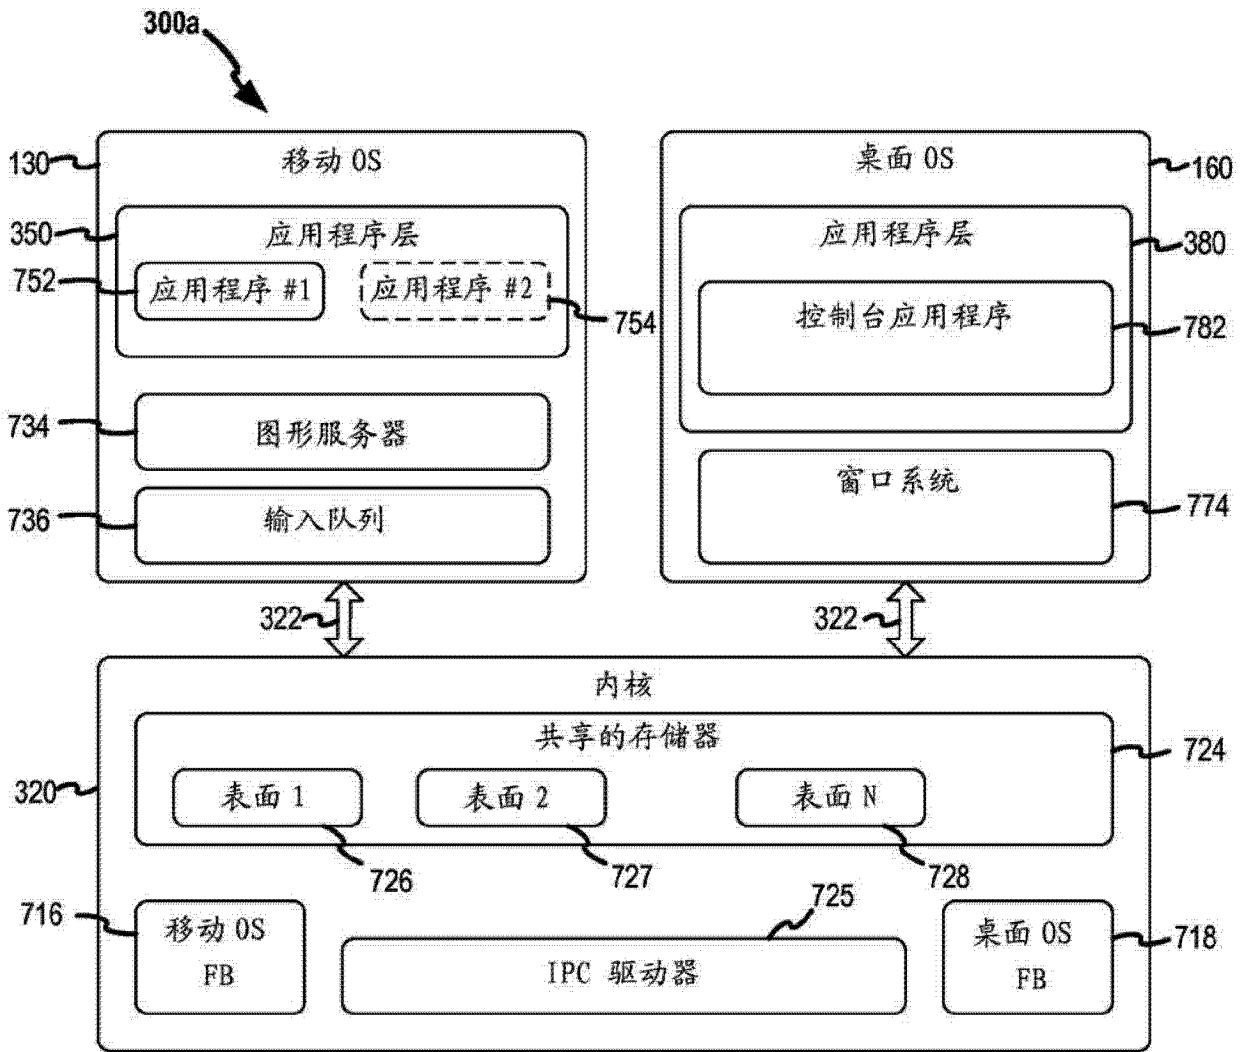 300a
130
移动 OS
桌面 OS
160
350
应用程序层
应用程序层
380
752
应用程序 #1
应用程序 #2
754
控制台应用程序
782
734
图形服务器
736
输入队列
窗口系统
774
322
322
内核
共享的存储器
724
320
表面 1
表面 2
表面 N
726
727
728
725
716
移动 OS
FB
IPC 驱动器
桌面 OS
FB
718